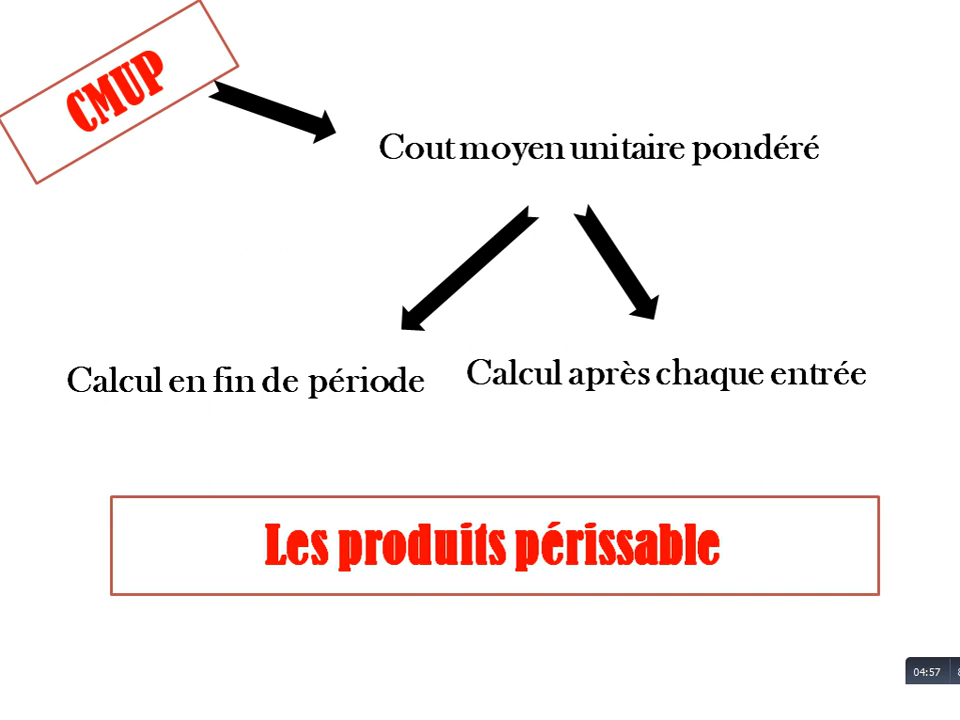 CMUP
Cout moyen unitaire pondéré
Calcul en fin de période
Calcul après chaque entrée
Les produits périssable
04:57